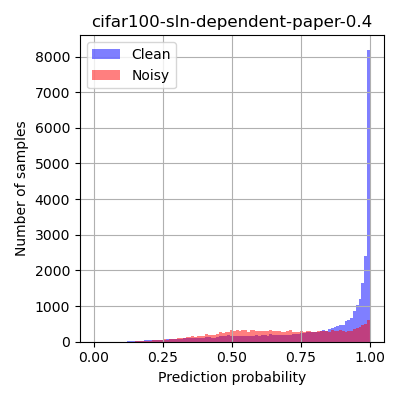 cifar100-sln-dependent-paper-0.4
Clean
Noisy
8000
7000
6000
5000
4000
3000
2000
1000
0
Number of samples
0.00 0.25 0.50 0.75 1.00
Prediction probability